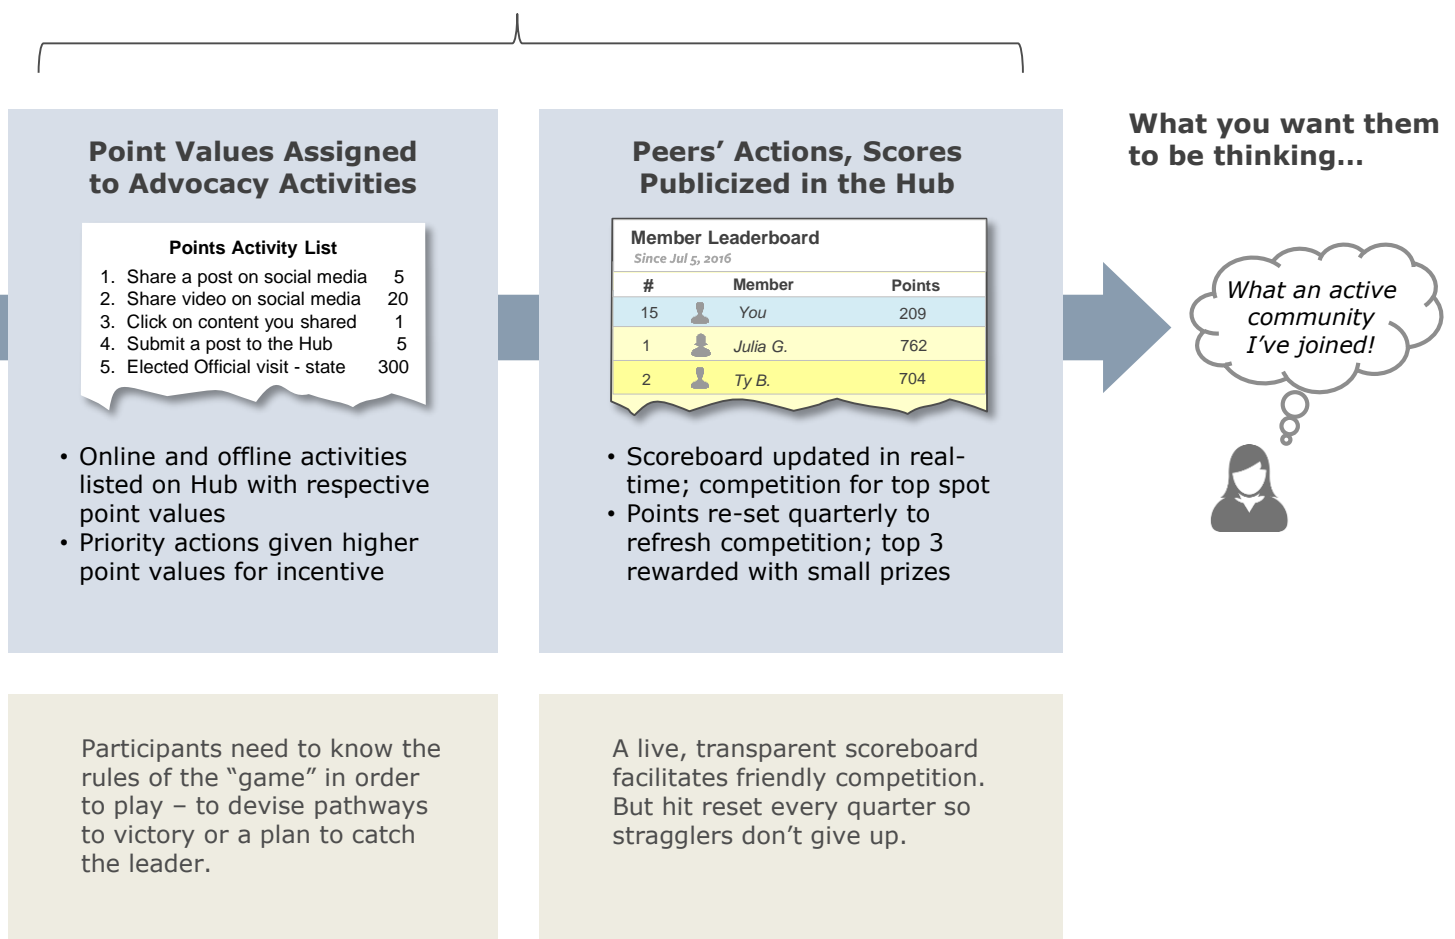 Point Values Assigned
to Advocacy Activities
Points Activity List
1. Share a post on social media 5
2. Share video on social media 20
3. Click on content you shared 1
4. Submit a post to the Hub 5
5. Elected Official visit - state 300
• Online and offline activities
listed on Hub with respective
point values
• Priority actions given higher
point values for incentive
Participants need to know the
rules of the “game” in order
to play – to devise pathways
to victory or a plan to catch
the leader.
Peers’ Actions, Scores
Publicized in the Hub
Member Leaderboard
Since Jul 5, 2016
# Member Points
15 You 209
1 Julia G. 762
2 Ty B. 704
• Scoreboard updated in real-
time; competition for top spot
• Points re-set quarterly to
refresh competition; top 3
rewarded with small prizes
A live, transparent scoreboard
facilitates friendly competition.
But hit reset every quarter so
stragglers don’t give up.
What you want them
to be thinking…
What an active
community
I’ve joined!